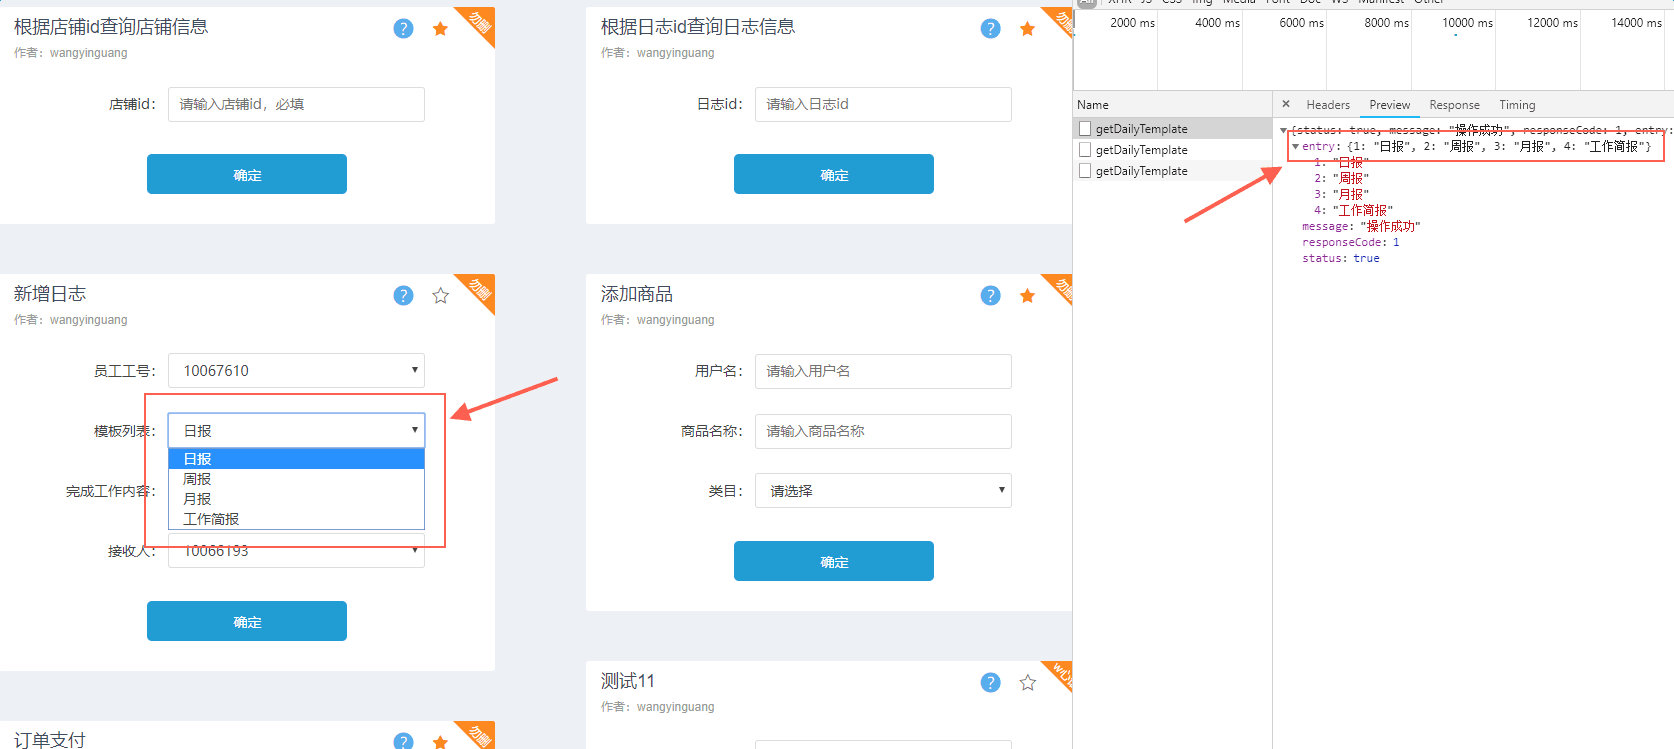 根据店铺id查询店铺信息
作者：wangyinguang
勿删
店铺id：
请输入店铺id，必填
确定
根据日志id查询日志信息
作者：wangyinguang
日志id：
请输入日志id
确定
新增日志
作者：wangyinguang
勿删
员工工号：
10067610
模板列表：
日报
日报
周报
月报
工作简报
完成工作内容：
接收人：
10066193
确定
添加商品
作者：wangyinguang
用户名：
请输入用户名
商品名称：
请输入商品名称
类目：
请选择
确定
测试11
作者：wangyinguang
订单支付
勿删
All XHR JS CSS Img Media Font Doc WS Manifest Other
2000 ms 4000 ms 6000 ms 8000 ms 10000 ms 12000 ms 14000 ms
Name
getDailyTemplate
getDailyTemplate
getDailyTemplate
× Headers Preview Response Timing
{status: true, message: "操作成功", responseCode: 1, entry:
entry: {1: "日报", 2: "周报", 3: "月报", 4: "工作简报"}
1: "日报"
2: "周报"
3: "月报"
4: "工作简报"
message: "操作成功"
responseCode: 1
status: true